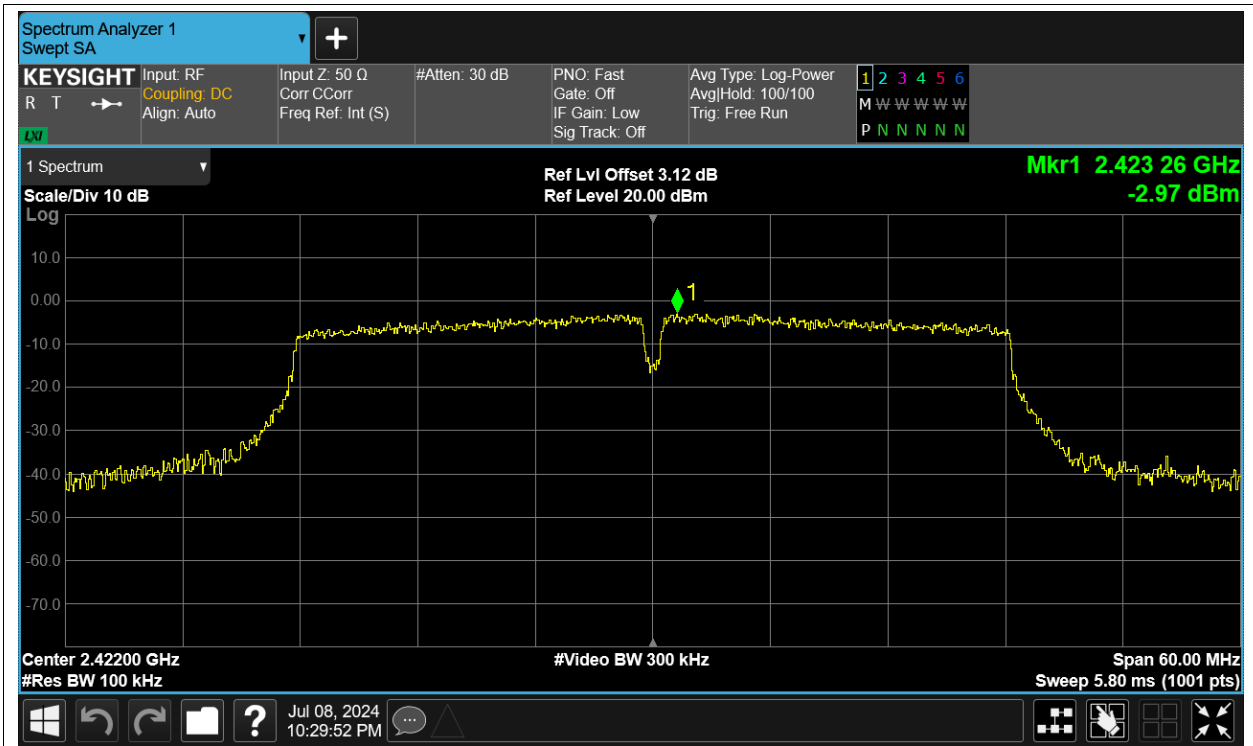 Spectrum Analyzer 1
Swept SA
KEYSIGHT
R T
LXI
Input: RF
Coupling: DC
Align: Auto
Input Z: 50 Ω
Corr CCorr
Freq Ref: Int (S)
#Atten: 30 dB
PNO: Fast
Gate: Off
IF Gain: Low
Sig Track: Off
Avg Type: Log-Power
Avg|Hold: 100/100
Trig: Free Run
1 2 3 4 5 6
M W W W W W
P N N N N N
1 Spectrum
Scale/Div 10 dB
Log
Ref Lvl Offset 3.12 dB
Ref Level 20.00 dBm
Mkr1 2.423 26 GHz
-2.97 dBm
10.0
0.00
-10.0
-20.0
-30.0
-40.0
-50.0
-60.0
-70.0
1
Center 2.42200 GHz
#Res BW 100 kHz
#Video BW 300 kHz
Span 60.00 MHz
Sweep 5.80 ms (1001 pts)
?
Jul 08, 2024
10:29:52 PM